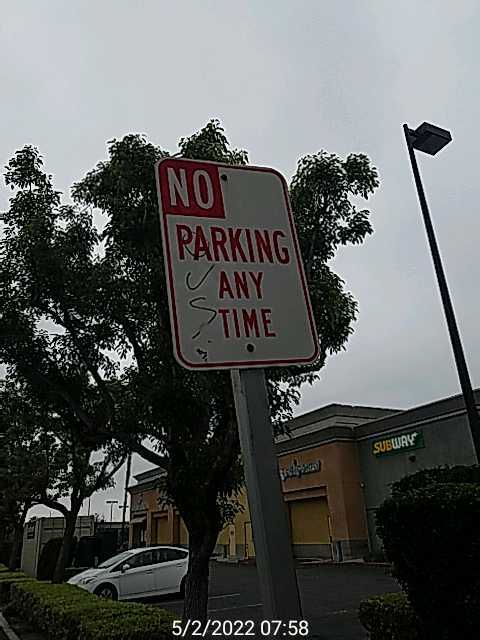 NO
PARKING
ANY
TIME
SUBWAY
5/2/2022 07:58